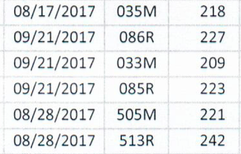 08/17/2017 035M 218
09/21/2017 086R 227
09/21/2017 033M 209
09/21/2017 085R 223
08/28/2017 505M 221
08/28/2017 513R 242